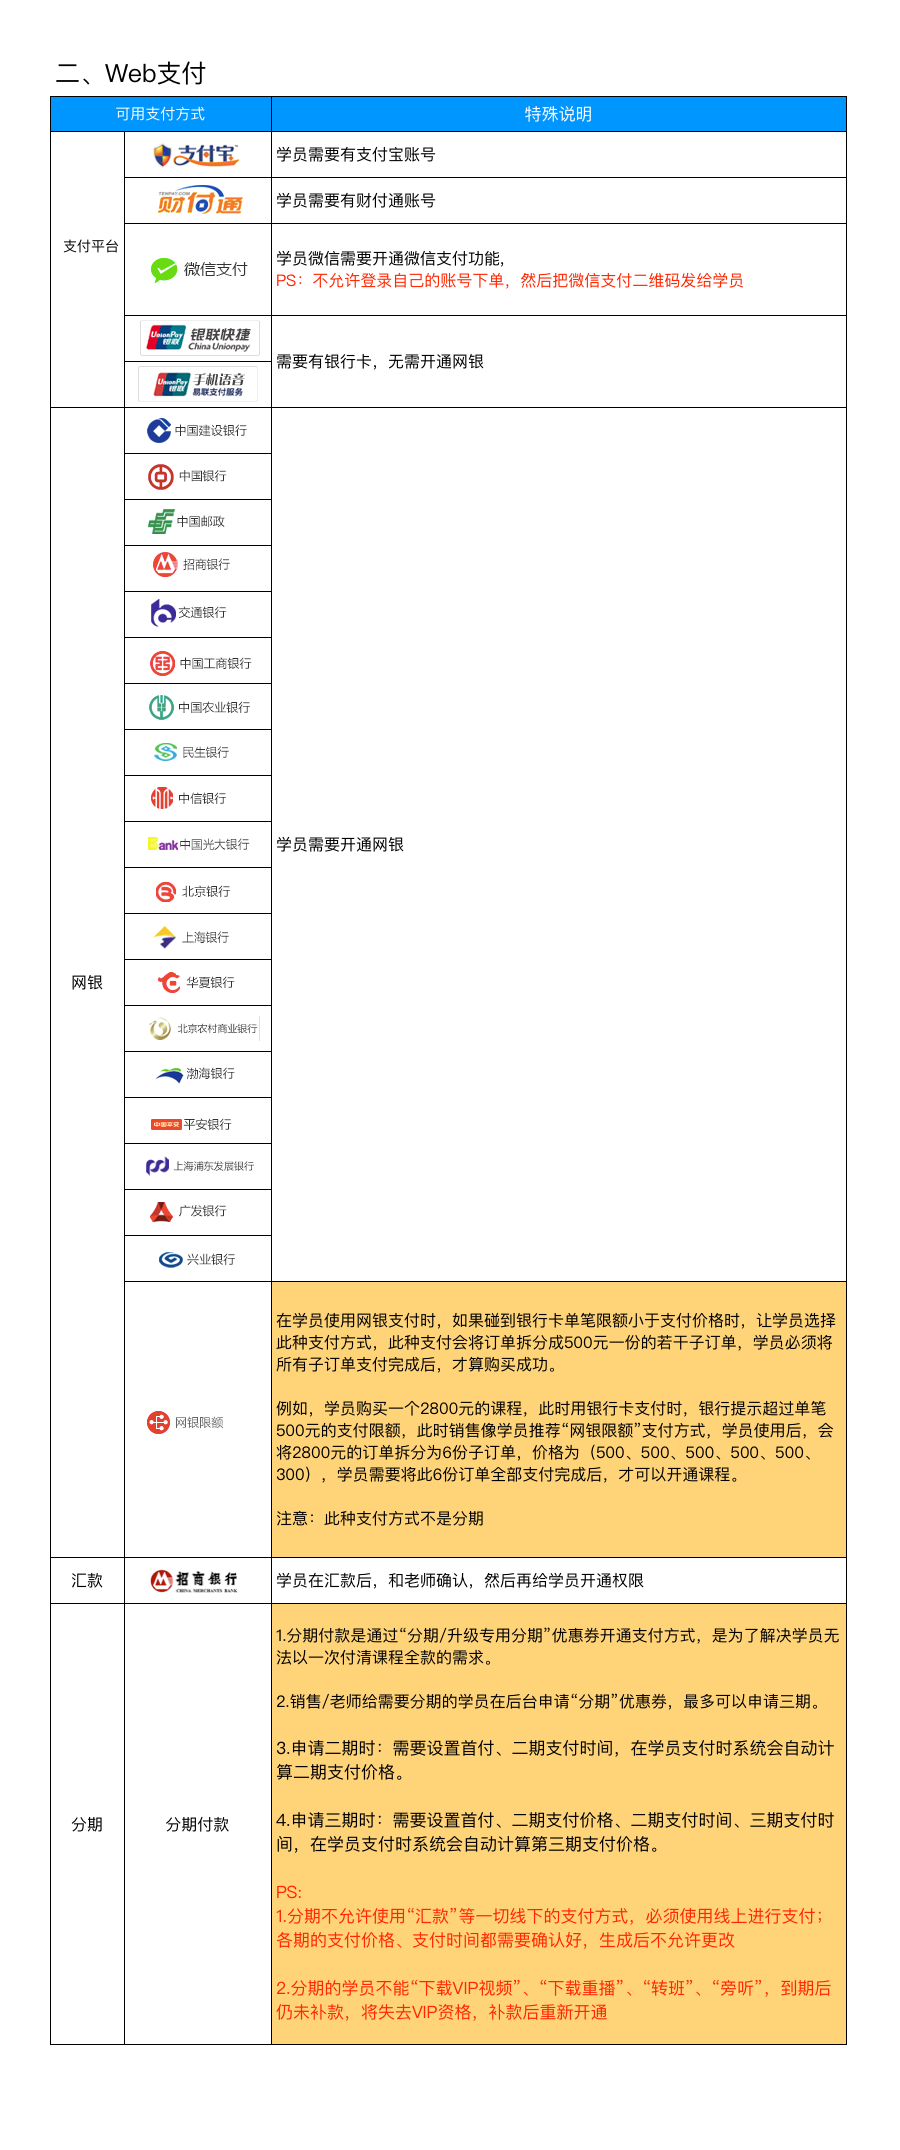 二、Web支付
可用支付方式
特殊说明
支付平台
支付宝
学员需要有支付宝账号
TENPAY.COM
财付通
学员需要有财付通账号
微信支付
学员微信需要开通微信支付功能,
PS：不允许登录自己的账号下单，然后把微信支付二维码发给学员
UnionPay
银联
银联快捷
China Unionpay
需要有银行卡，无需开通网银
UnionPay
银联
手机语音
易联支付服务
网银
中国建设银行
中国银行
中国邮政
招商银行
交通银行
中国工商银行
中国农业银行
民生银行
中信银行
Bank中国光大银行
学员需要开通网银
北京银行
上海银行
华夏银行
北京农村商业银行
渤海银行
中国平安 平安银行
上海浦东发展银行
广发银行
兴业银行
网银限额
在学员使用网银支付时，如果碰到银行卡单笔限额小于支付价格时，让学员选择
此种支付方式，此种支付会将订单拆分成500元一份的若干子订单，学员必须将
所有子订单支付完成后，才算购买成功。
例如，学员购买一个2800元的课程，此时用银行卡支付时，银行提示超过单笔
500元的支付限额，此时销售像学员推荐“网银限额”支付方式，学员使用后，会
将2800元的订单拆分为6份子订单，价格为（500、500、500、500、500、
300），学员需要将此6份订单全部支付完成后，才可以开通课程。
注意：此种支付方式不是分期
汇款
招商银行
CHINA MERCHANTS BANK
学员在汇款后，和老师确认，然后再给学员开通权限
分期
分期付款
1.分期付款是通过“分期/升级专用分期”优惠券开通支付方式，是为了解决学员无
法以一次付清课程全款的需求。
2.销售/老师给需要分期的学员在后台申请“分期”优惠券，最多可以申请三期。
3.申请二期时：需要设置首付、二期支付时间，在学员支付时系统会自动计
算二期支付价格。
4.申请三期时：需要设置首付、二期支付价格、二期支付时间、三期支付时
间，在学员支付时系统会自动计算第三期支付价格。
PS:
1.分期不允许使用“汇款”等一切线下的支付方式，必须使用线上进行支付；
各期的支付价格、支付时间都需要确认好，生成后不允许更改
2.分期的学员不能“下载VIP视频”、“下载重播”、“转班”、“旁听”，到期后
仍未补款，将失去VIP资格，补款后重新开通